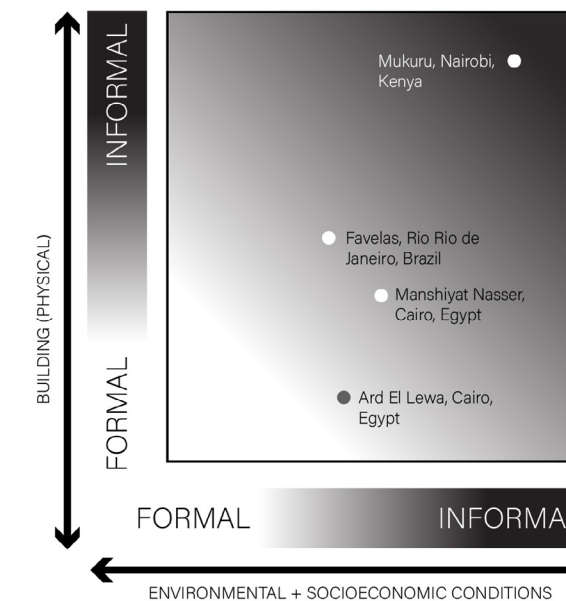 INFORMAL
Mukuru, Nairobi,
Kenya
Favelas, Rio Rio de
Janeiro, Brazil
Manshiyat Nasser,
Cairo, Egypt
BUILDING (PHYSICAL)
FORMAL
Ard El Lewa, Cairo,
Egypt
FORMAL
INFORMA
ENVIRONMENTAL + SOCIOECONOMIC CONDITIONS